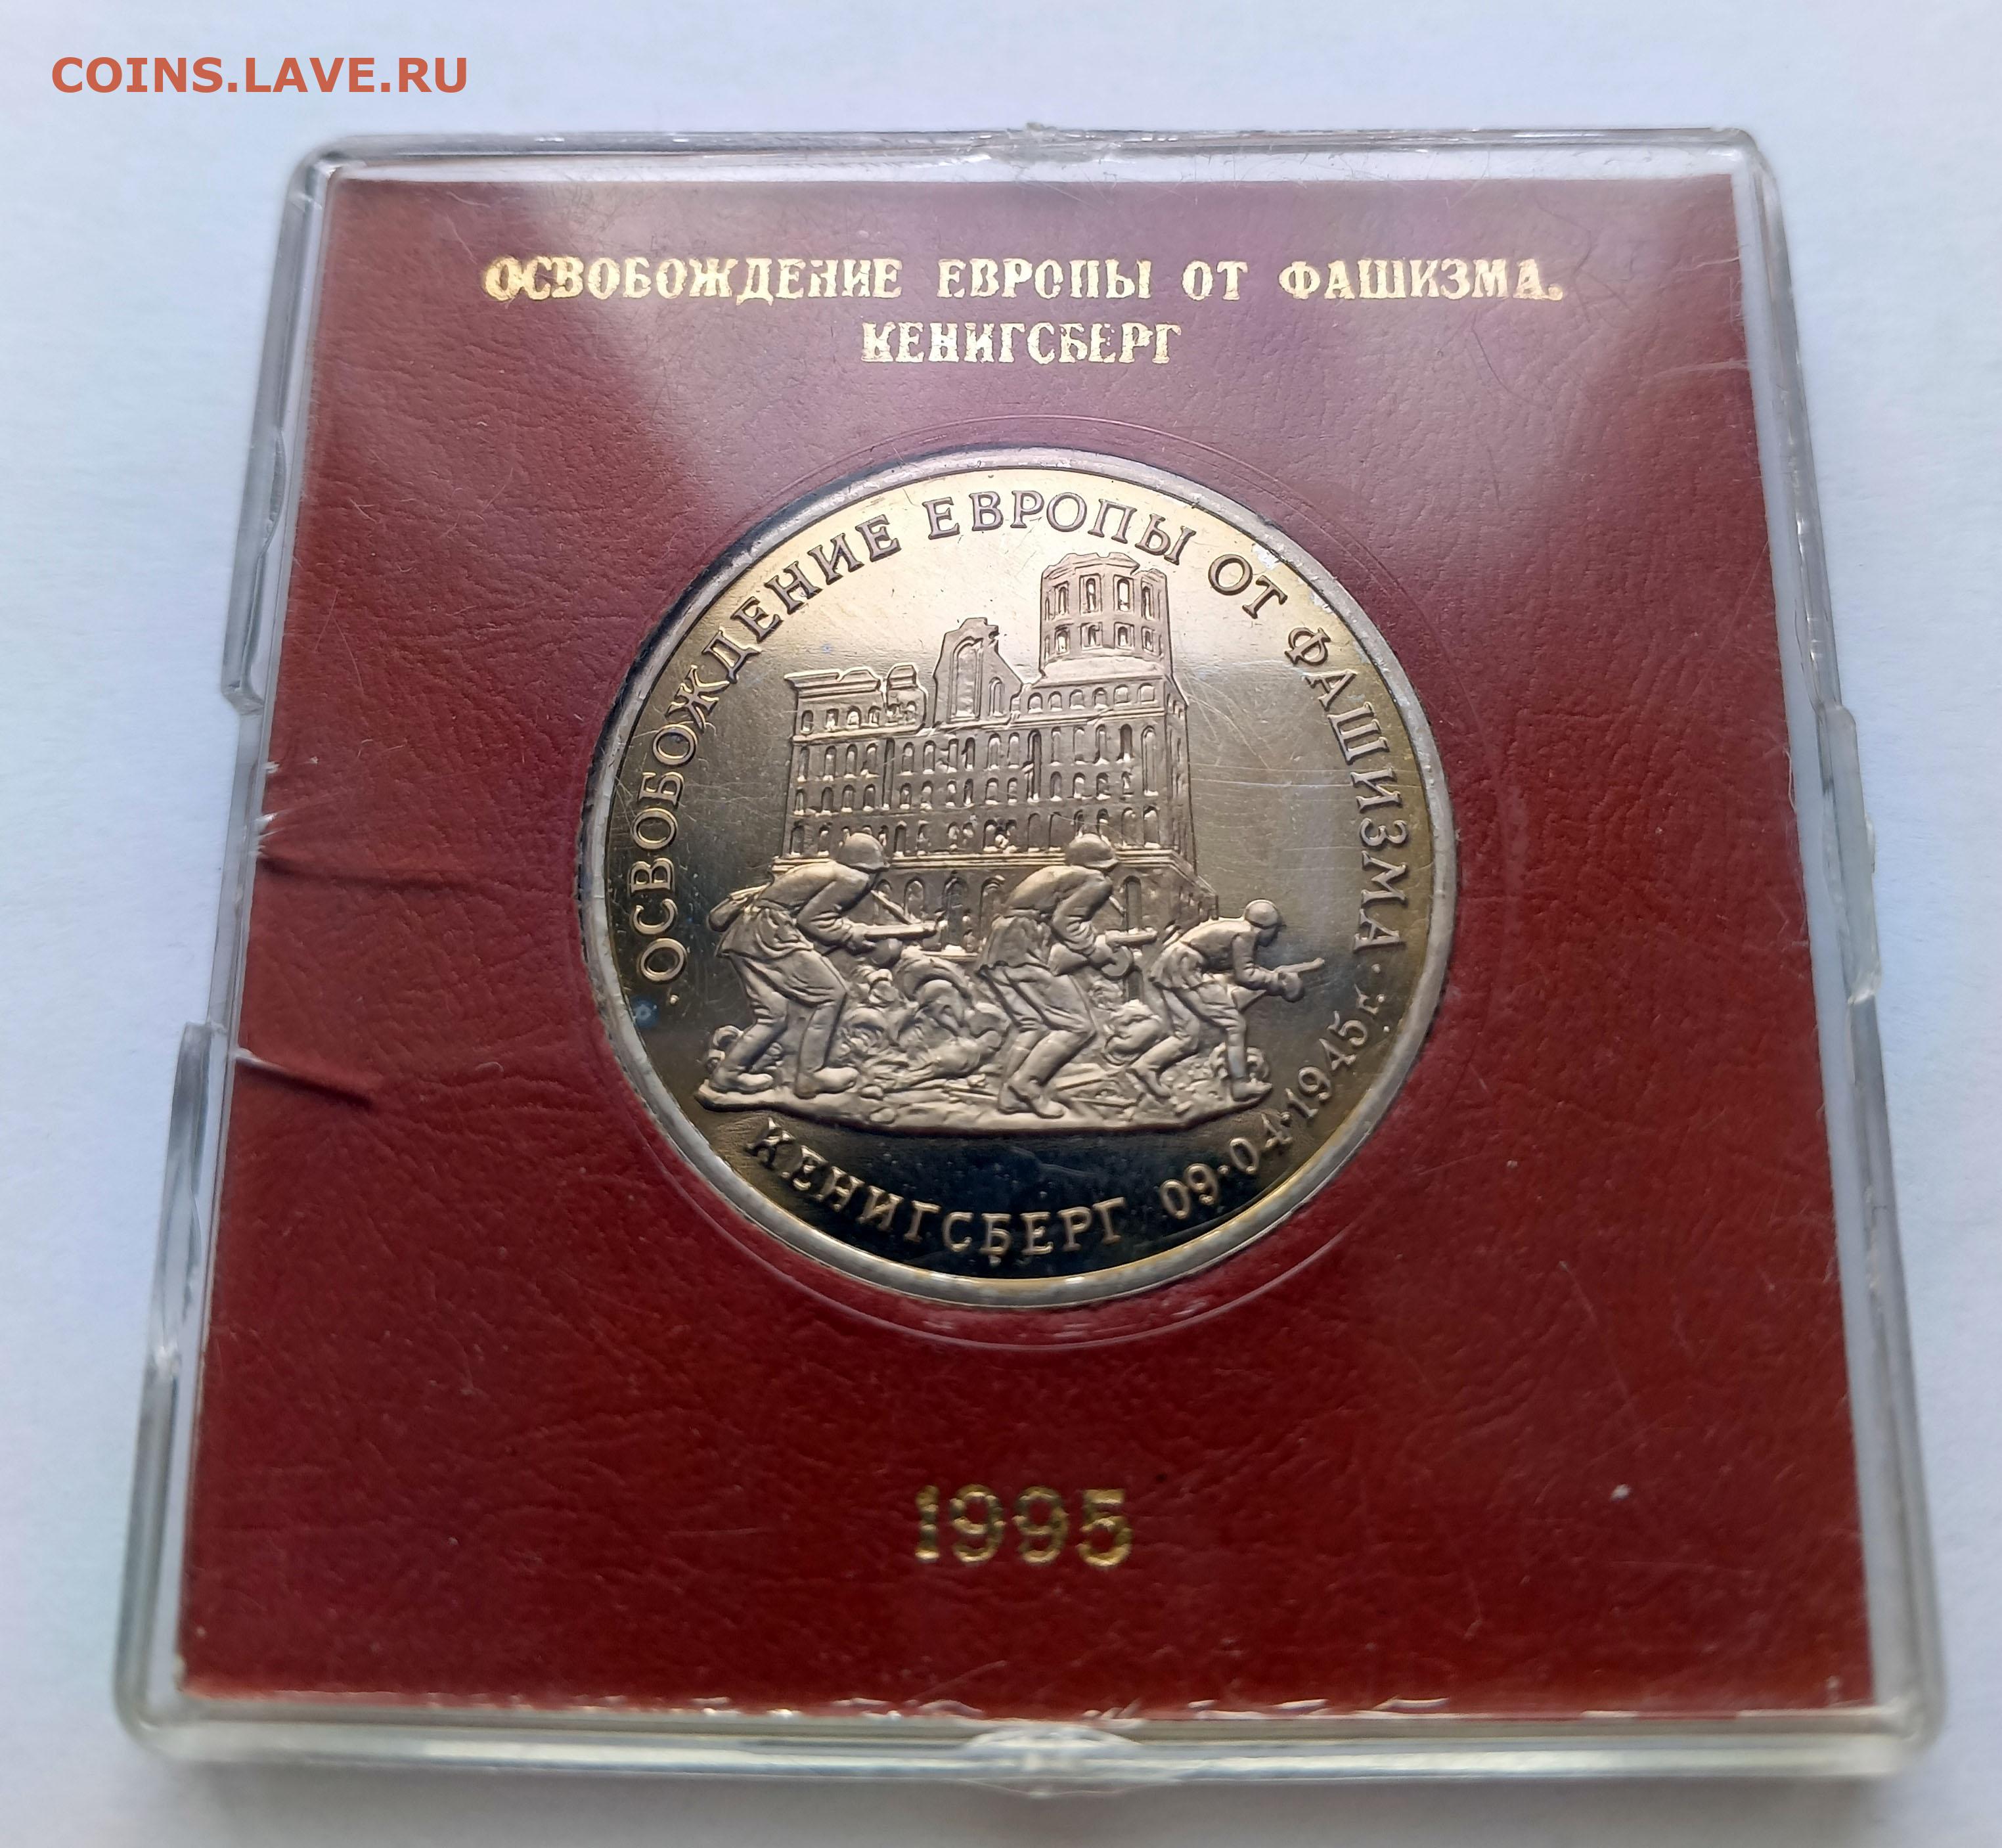 COINS.LAVE.RU
ОСВОБОЖДЕНИЕ ЕВРОПЫ ОТ ФАШИЗМА.
КЕНИГСБЕРГ
·ОСВОБОЖДЕНИЕ ЕВРОПЫ ОТ ФАШИЗМА·
КЕНИГСБЕРГ 09·04·1945г.
1995